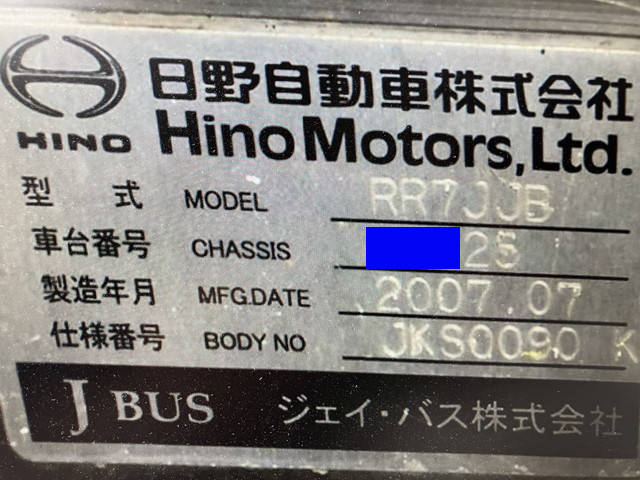 日野自動車株式会社
HINO Hino Motors, Ltd.
型 式 MODEL RR7JJB
車台番号 CHASSIS 25
製造年月 MFG.DATE 2007.07
仕様番号 BODY NO JKS0090 K
J BUS ジェイ・バス株式会社